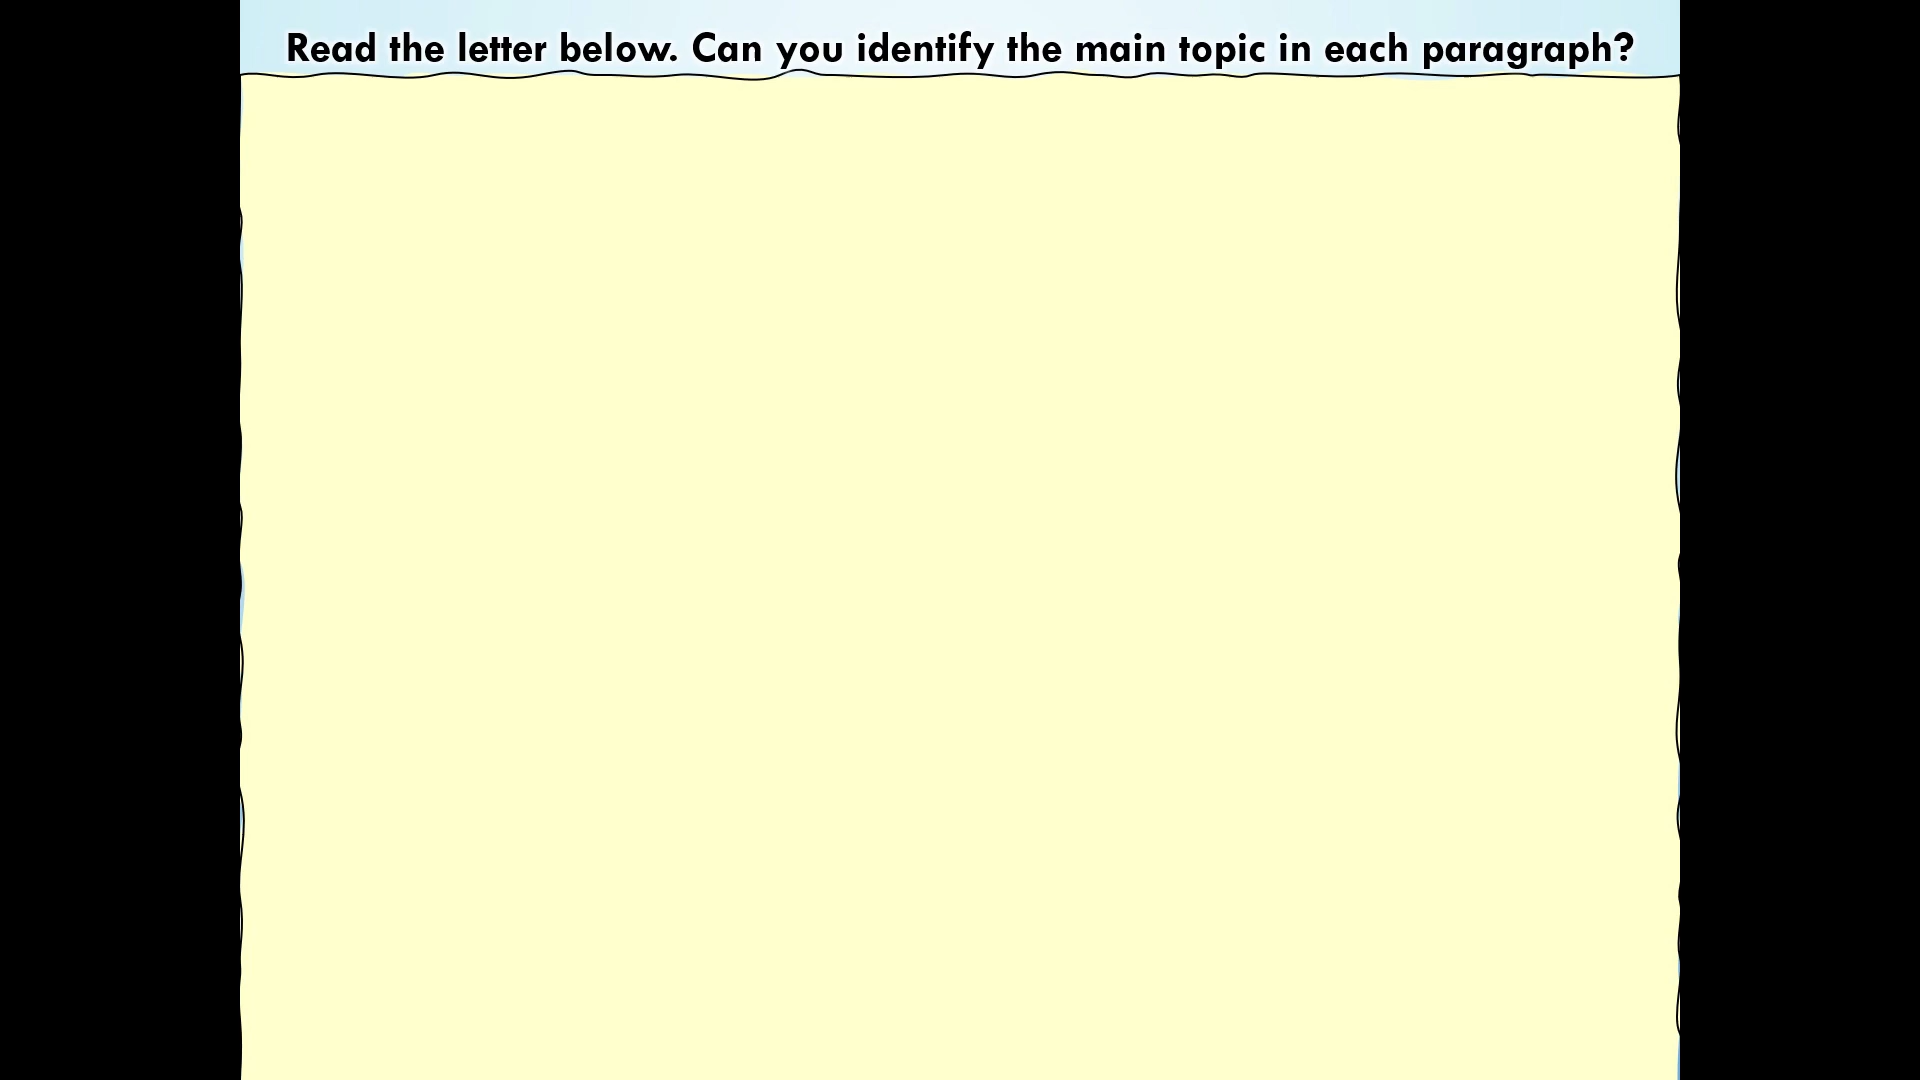 Read the letter below. Can you identify the main topic in each paragraph?